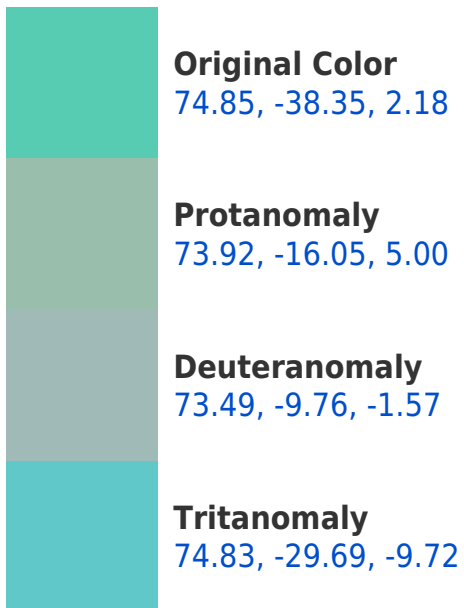 Original Color
74.85, -38.35, 2.18
Protanomaly
73.92, -16.05, 5.00
Deuteranomaly
73.49, -9.76, -1.57
Tritanomaly
74.83, -29.69, -9.72